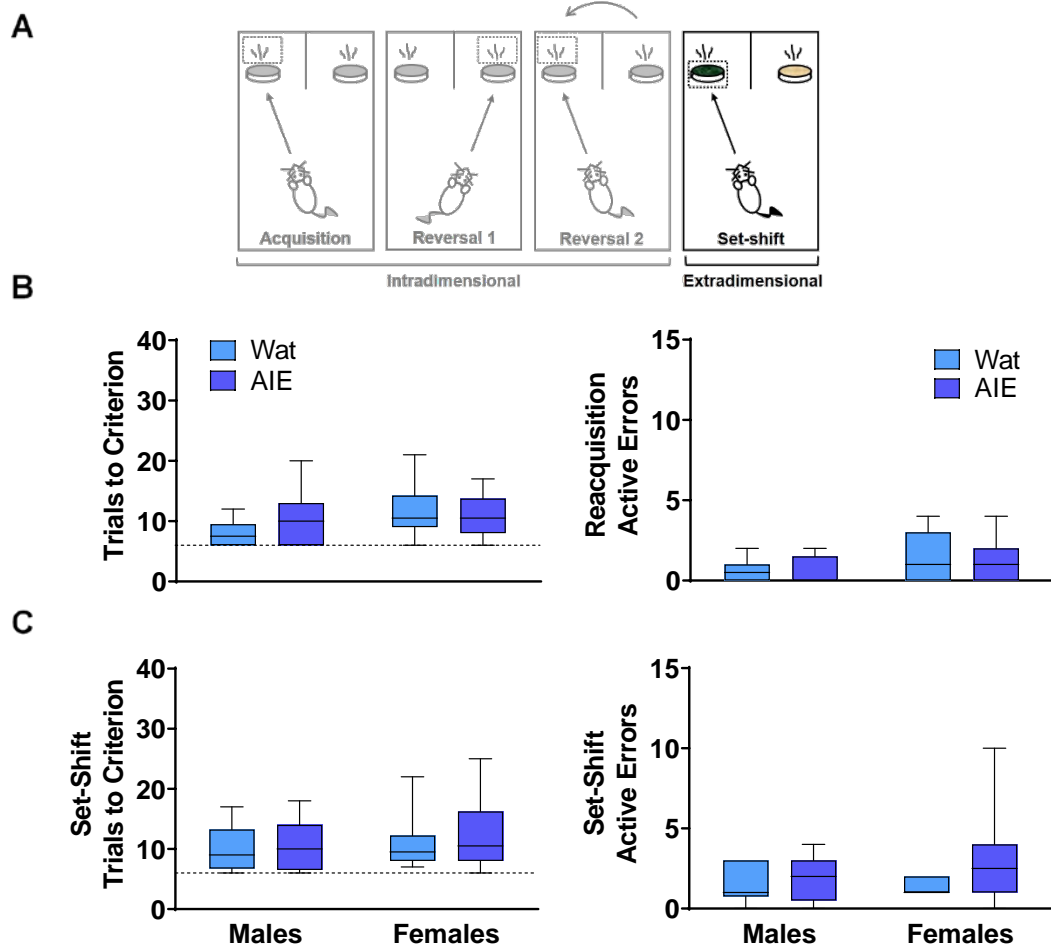 A
Acquisition
Reversal 1
Reversal 2
Set-shift
Intradimensional
Extradimensional
B
Trials to Criterion
40
30
20
10
0
Wat
AIE
Reacquisition
Active Errors
15
10
5
0
Wat
AIE
C
Set-Shift
Trials to Criterion
40
30
20
10
0
Males
Females
Set-Shift
Active Errors
15
10
5
0
Males
Females